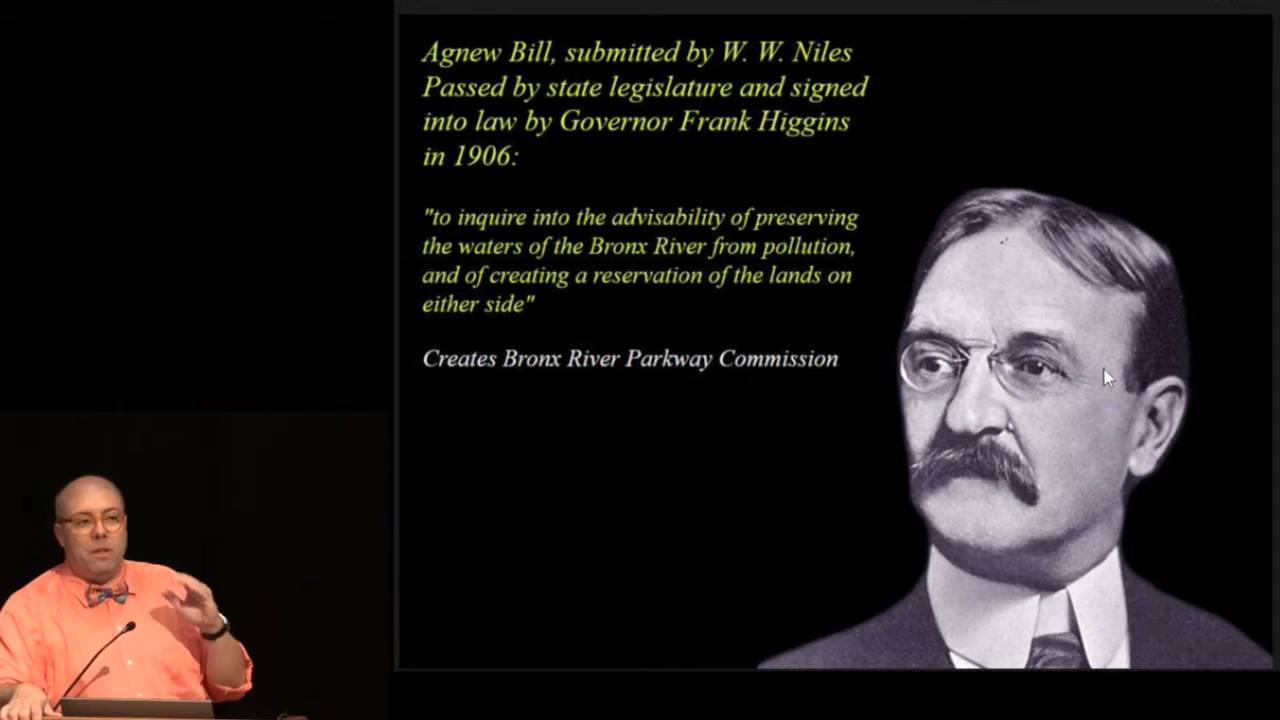 Agnew Bill, submitted by W. W. Niles
Passed by state legislature and signed
into law by Governor Frank Higgins
in 1906:
"to inquire into the advisability of preserving
the waters of the Bronx River from pollution,
and of creating a reservation of the lands on
either side"
Creates Bronx River Parkway Commission